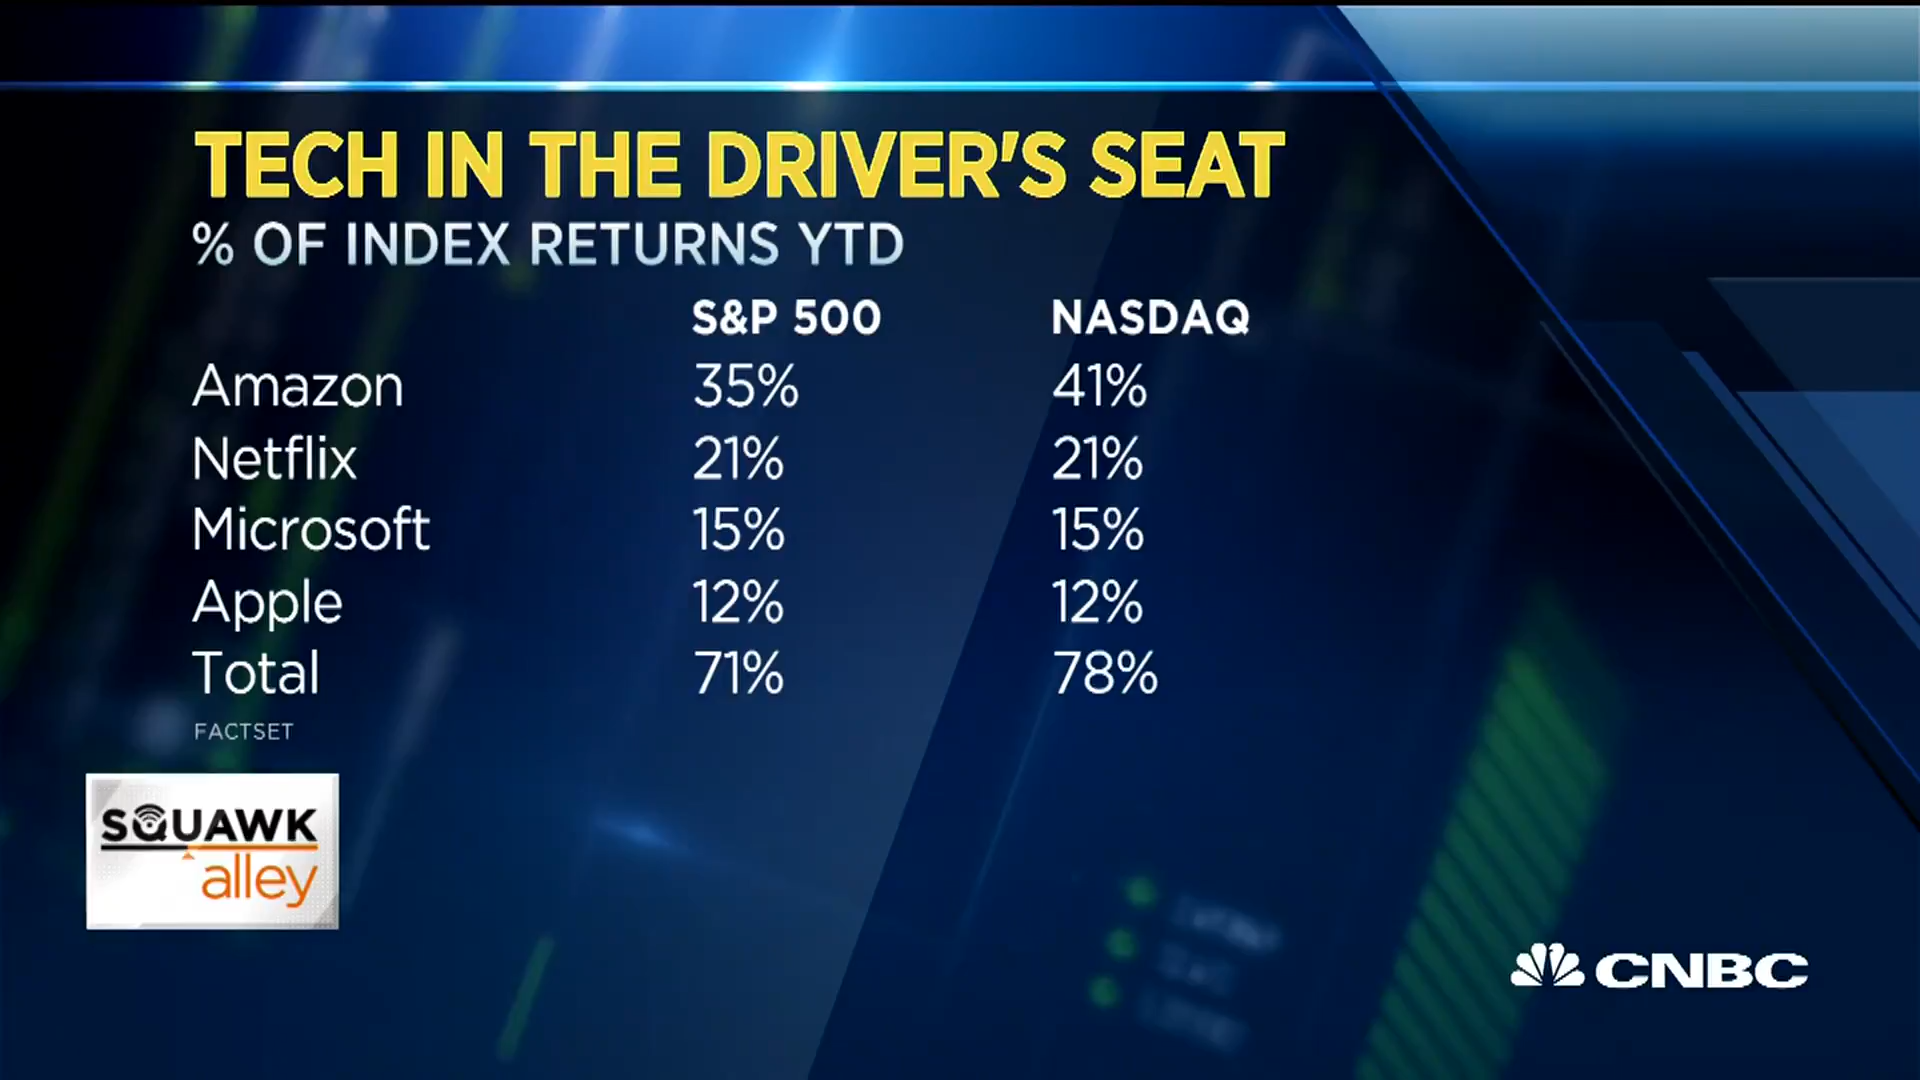 TECH IN THE DRIVER'S SEAT
% OF INDEX RETURNS YTD
S&P 500 NASDAQ
Amazon 35% 41%
Netflix 21% 21%
Microsoft 15% 15%
Apple 12% 12%
Total 71% 78%
FACTSET
SQUAWK
alley
CNBC